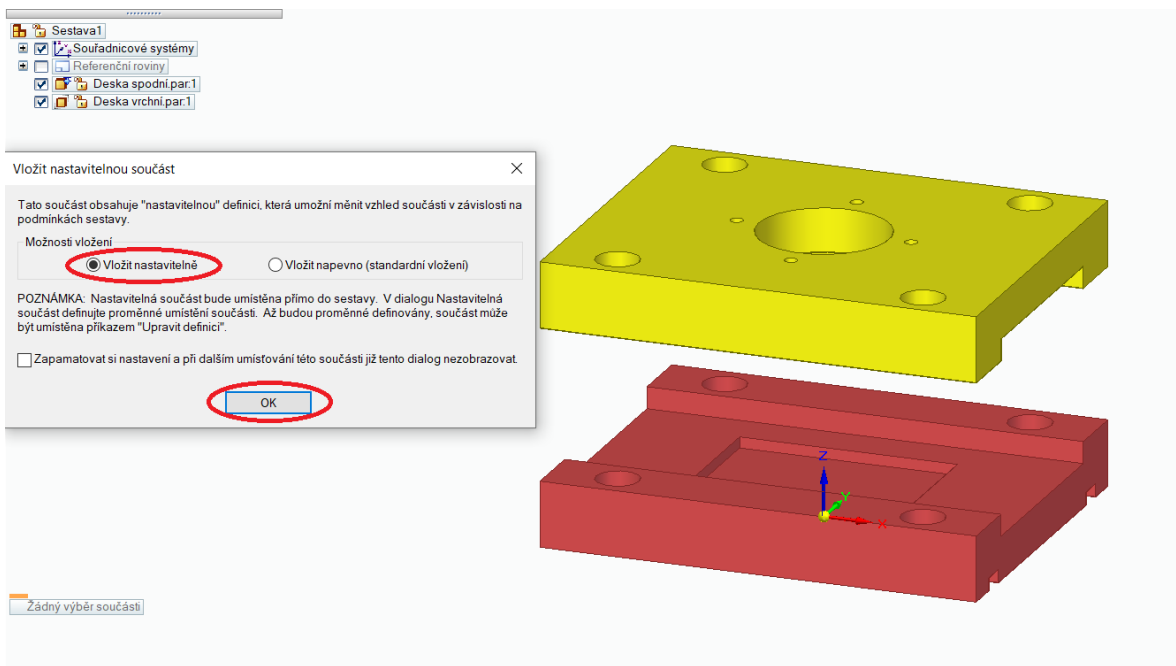 Sestava1
Souřadnicové systémy
Referenční roviny
Deska spodní.par:1
Deska vrchní.par:1
Vložit nastavitelnou součást
Tato součást obsahuje "nastavitelnou" definici, která umožní měnit vzhled součásti v závislosti na
podmínkách sestavy.
Možnosti vložení
Vložit nastavitelně Vložit napevno (standardní vložení)
POZNÁMKA: Nastavitelná součást bude umístěna přímo do sestavy. V dialogu Nastavitelná
součást definujte proměnné umístění součásti. Až budou proměnné definovány, součást může
být umístěna příkazem "Upravit definici".
Zapamatovat si nastavení a při dalším umísťování této součásti již tento dialog nezobrazovat.
OK
Z
Y
X
Žádný výběr součásti